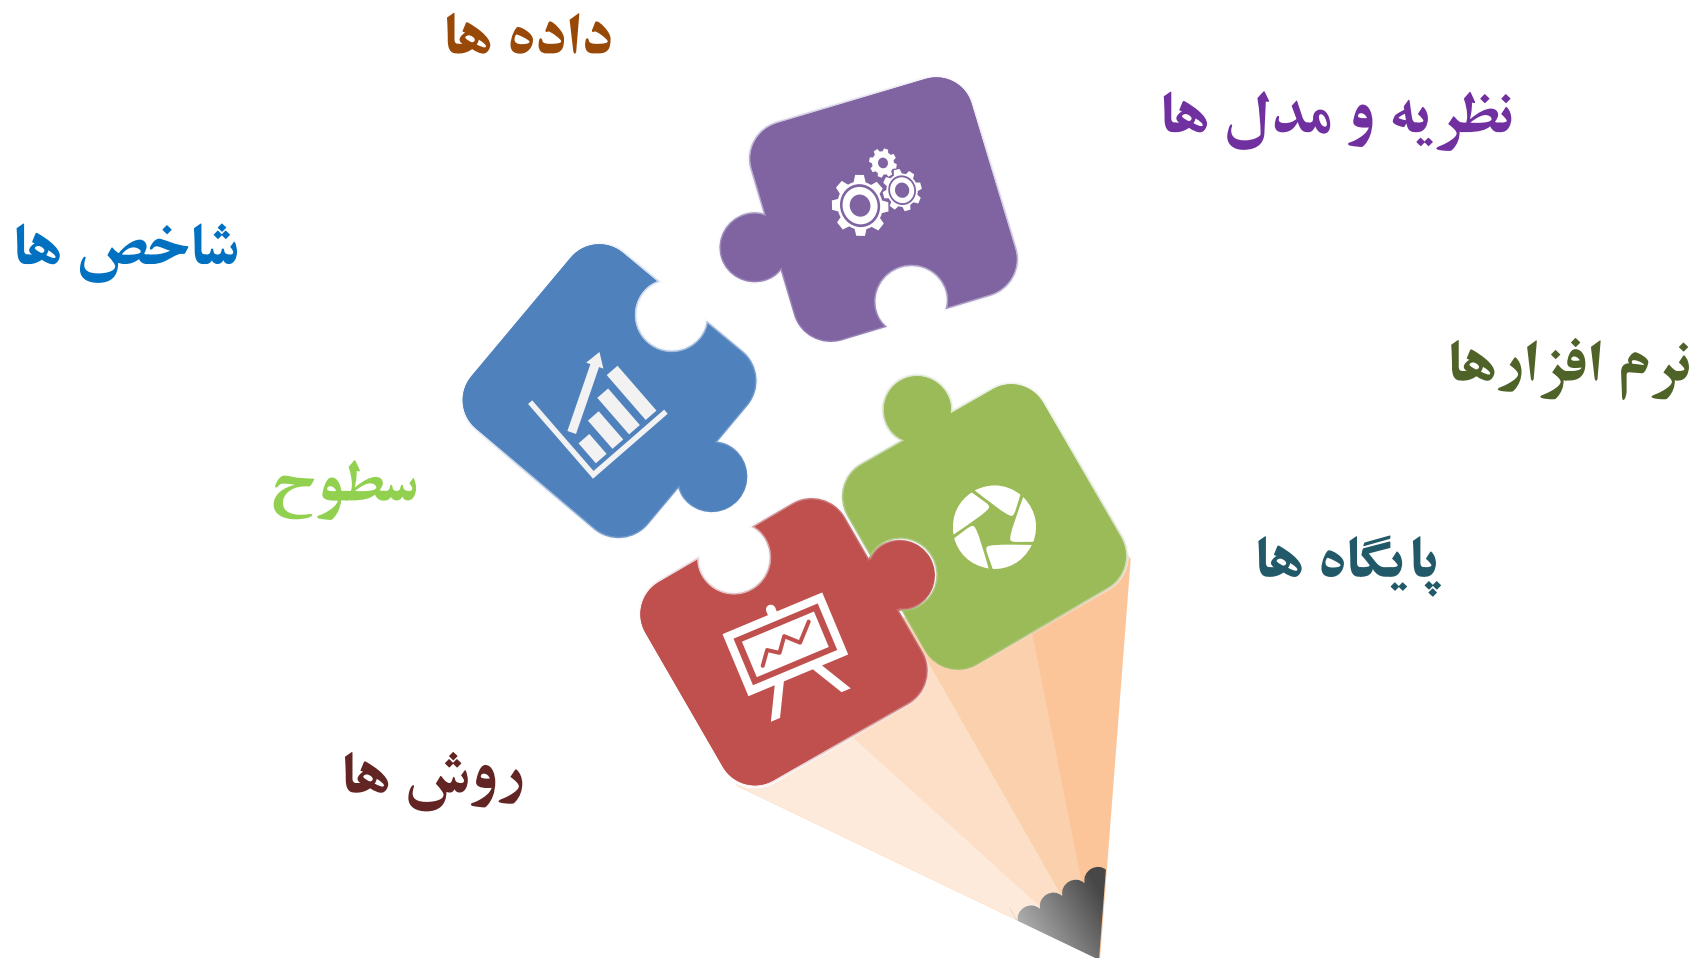 داده ها
نظریه و مدل ها
شاخص ها
نرم افزارها
سطوح
پایگاه ها
روش ها